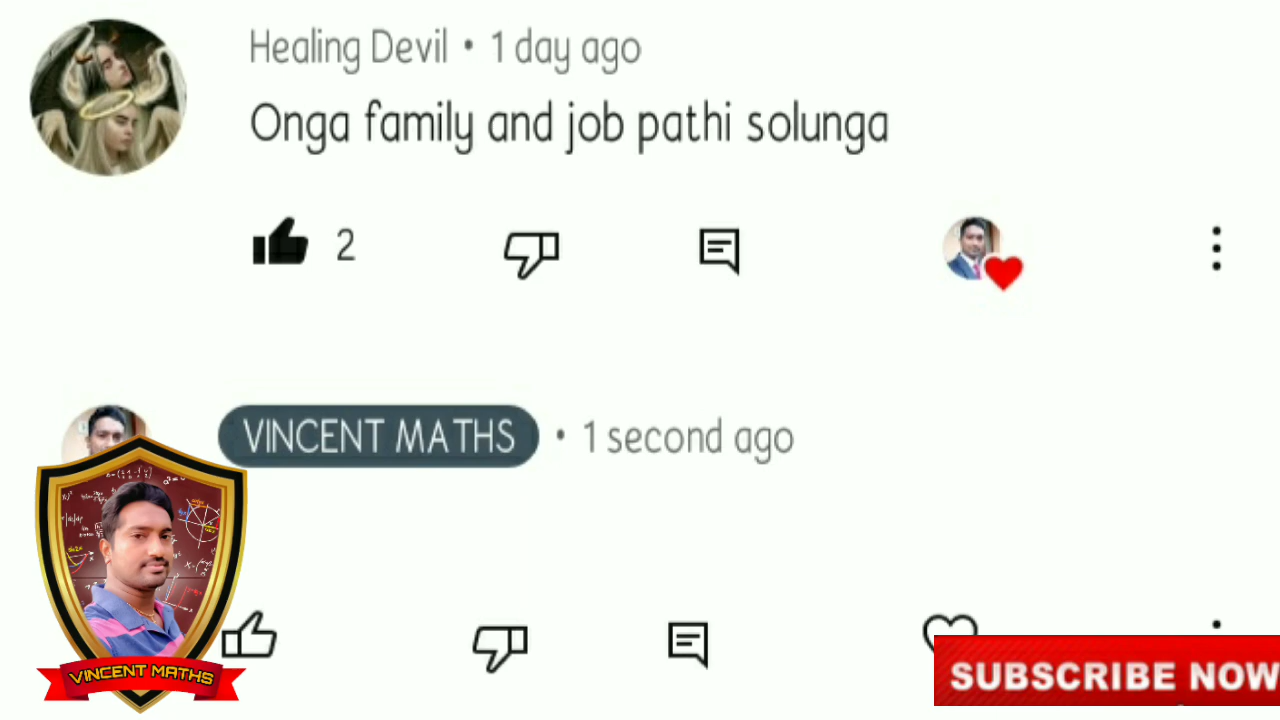 Healing Devil • 1 day ago
Onga family and job pathi solunga
2
VINCENT MATHS • 1 second ago
VINCENT MATHS
SUBSCRIBE NOW